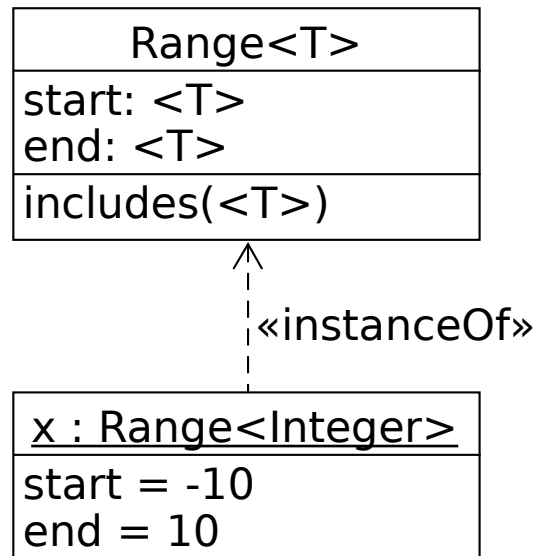 Range<T>
start: <T>
end: <T>
includes(<T>)
«instanceOf»
x : Range<Integer>
start = -10
end = 10